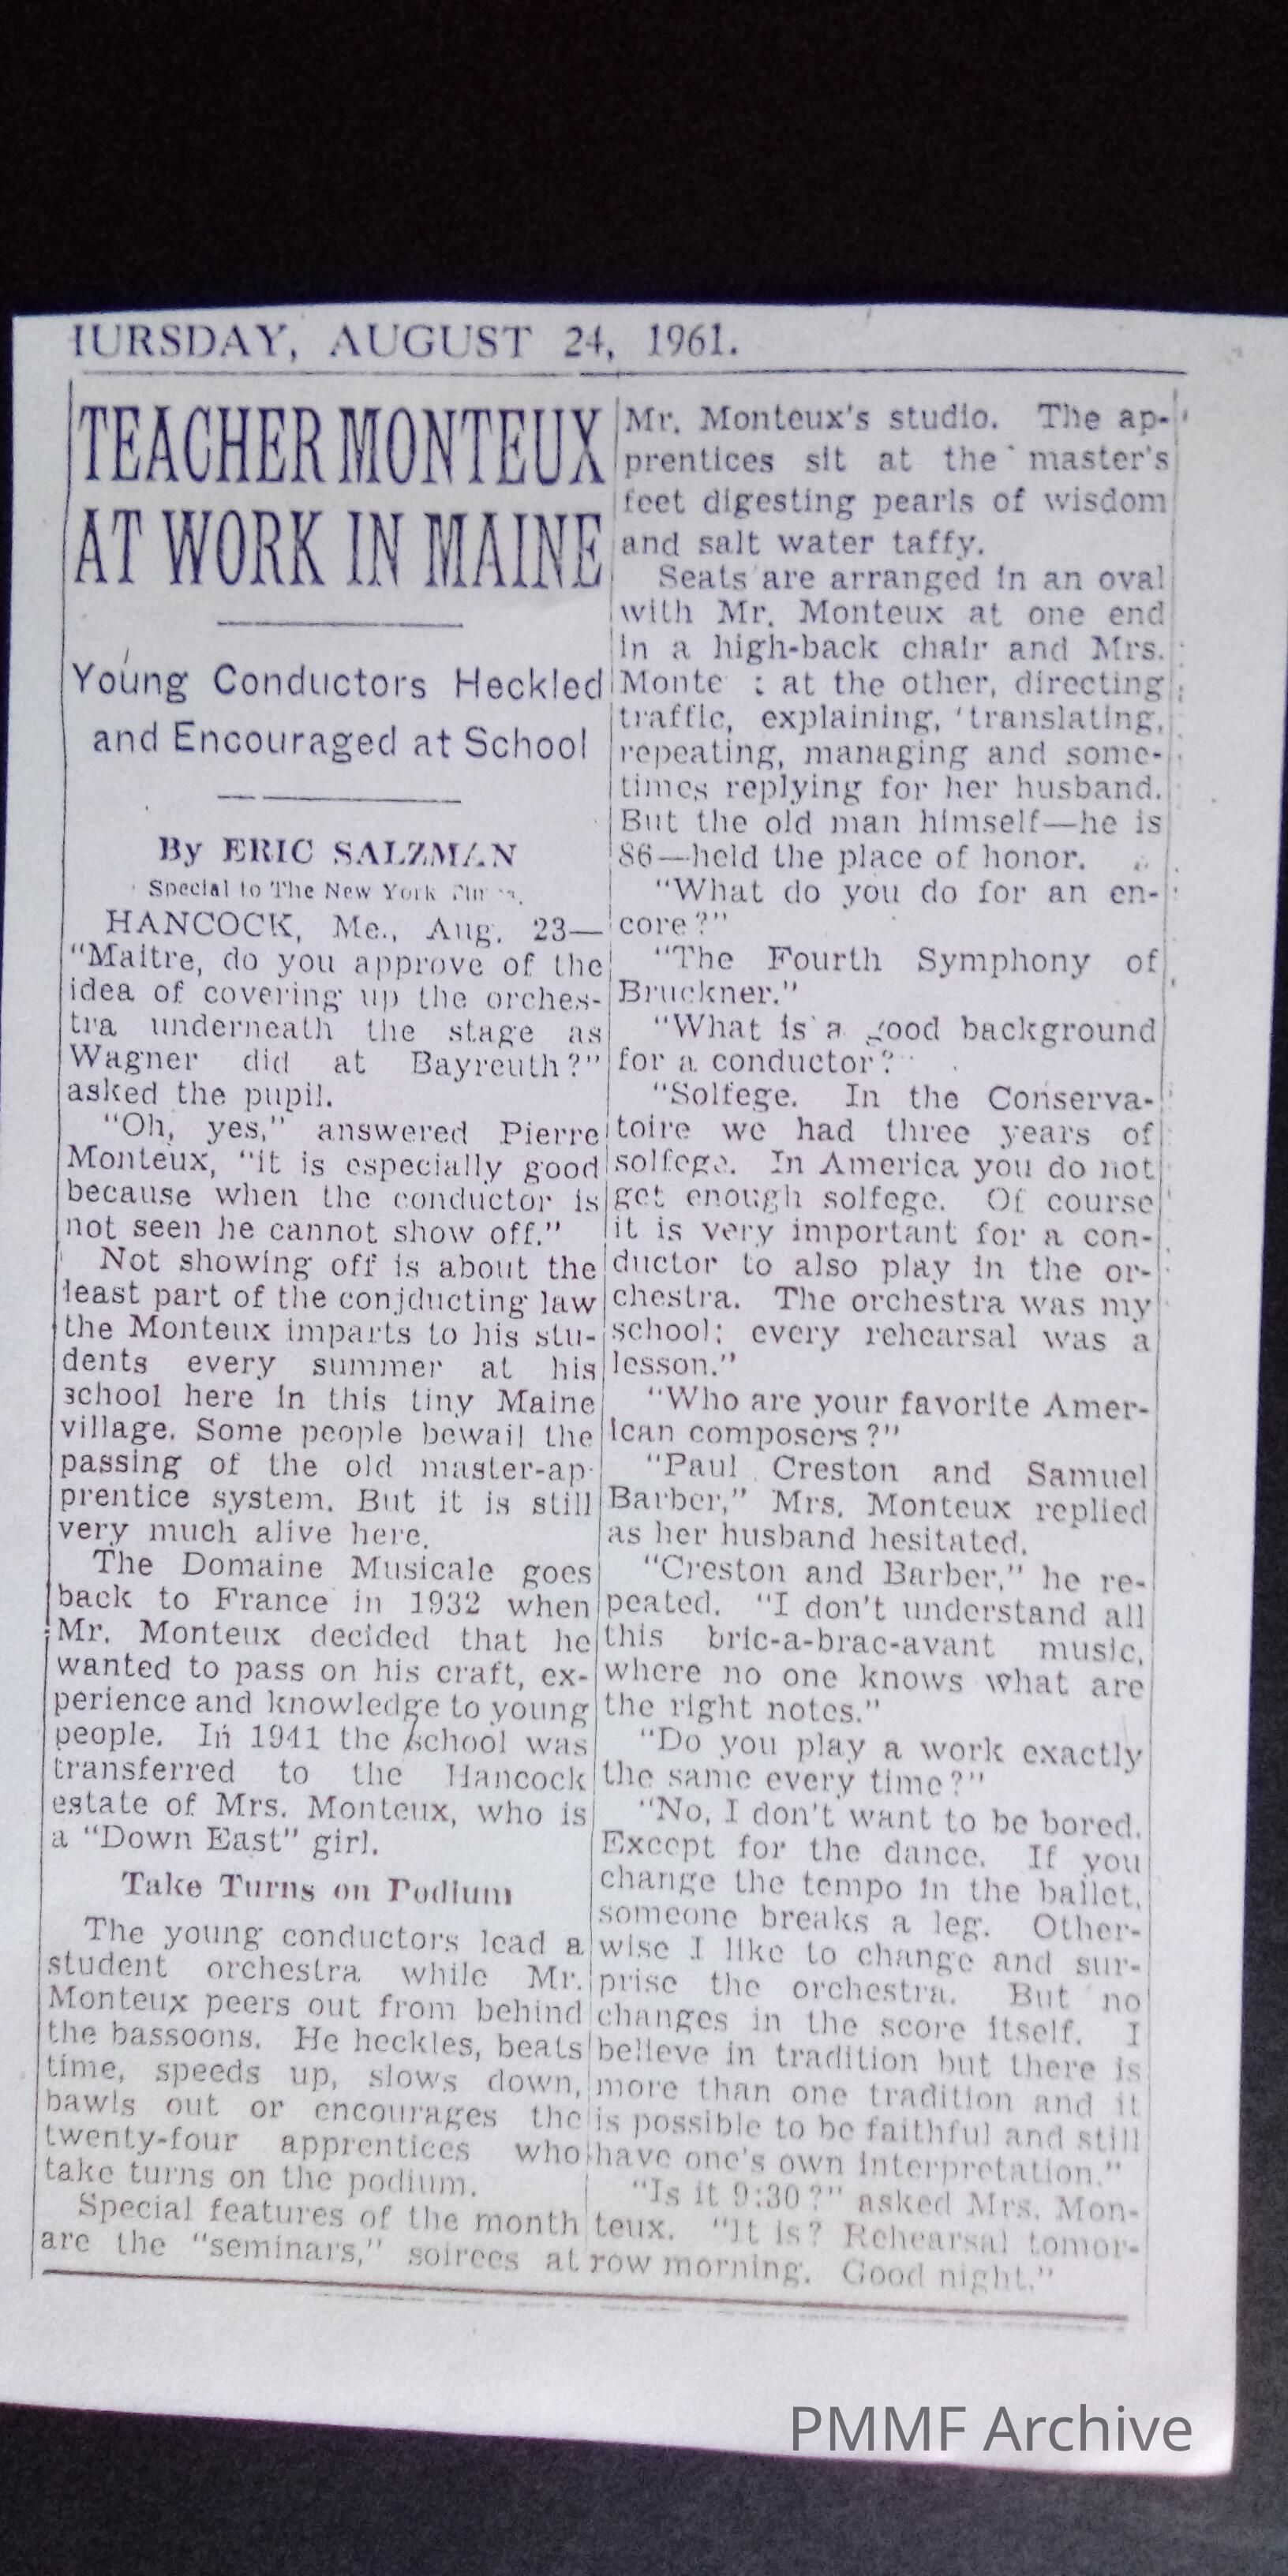 HURSDAY, AUGUST 24, 1961.
TEACHER MONTEUX
AT WORK IN MAINE
Young Conductors Heckled
and Encouraged at School
By ERIC SALZMAN
Special to The New York
HANCOCK, Me., Aug. 23—
"Maitre, do you approve of the
idea of covering up the orches-
tra underneath the stage as
Wagner did at Bayreuth?"
asked the pupil.
"Oh, yes," answered Pierre
Monteux, "it is especially good
because when the conductor is
not seen he cannot show off."
Not showing off is about the
least part of the conjducting law
the Monteux imparts to his stu-
dents every summer at his
school here in this tiny Maine
village. Some people bewail the
passing of the old master-ap-
prentice system. But it is still
very much alive here.
The Domaine Musicale goes
back to France in 1932 when
Mr. Monteux decided that he
wanted to pass on his craft, ex-
perience and knowledge to young
people. In 1941 the school was
transferred to the Hancock
estate of Mrs. Monteux, who is
a "Down East" girl.
Take Turns on Podium
The young conductors lead a
student orchestra while Mr.
Monteux peers out from behind
the bassoons. He heckles, beats
time, speeds up, slows down,
bawls out or encourages the
twenty-four apprentices who
take turns on the podium.
Special features of the month
are the "seminars," soirees at
Mr. Monteux's studio. The ap-
prentices sit at the master's
feet digesting pearls of wisdom
and salt water taffy.
Seats are arranged in an oval
with Mr. Monteux at one end
in a high-back chair and Mrs.
Monte : at the other, directing
traffic, explaining, translating,
repeating, managing and some-
times replying for her husband.
But the old man himself—he is
86—held the place of honor.
"What do you do for an en-
core?"
"The Fourth Symphony of
Bruckner."
"What is a good background
for a conductor?
"Solfege. In the Conserva-
toire we had three years of
solfege. In America you do not
get enough solfege. Of course
it is very important for a con-
ductor to also play in the or-
chestra. The orchestra was my
school; every rehearsal was a
lesson."
"Who are your favorite Amer-
ican composers?"
"Paul Creston and Samuel
Barber," Mrs. Monteux replied
as her husband hesitated.
"Creston and Barber," he re-
peated. "I don't understand all
this bric-a-brac-avant music,
where no one knows what are
the right notes."
"Do you play a work exactly
the same every time?"
"No, I don't want to be bored.
Except for the dance. If you
change the tempo in the ballet,
someone breaks a leg. Other-
wise I like to change and sur-
prise the orchestra. But no
changes in the score itself. I
believe in tradition but there is
more than one tradition and it
is possible to be faithful and still
have one's own interpretation."
"Is it 9:30?" asked Mrs. Mon-
teux. "It is? Rehearsal tomor-
row morning. Good night."
PMMF Archive